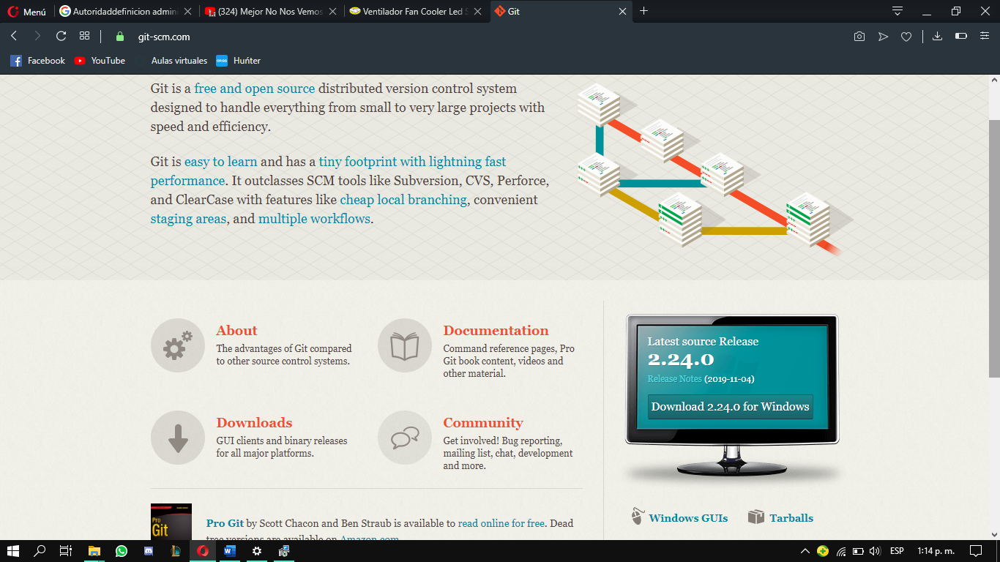 Menú
Autoridaddefinicion admini
(324) Mejor No Nos Vemos
Ventilador Fan Cooler Led S
Git
git-scm.com
Facebook
YouTube
Aulas virtuales
Huńter
Git is a free and open source distributed version control system
designed to handle everything from small to very large projects with
speed and efficiency.
Git is easy to learn and has a tiny footprint with lightning fast
performance. It outclasses SCM tools like Subversion, CVS, Perforce,
and ClearCase with features like cheap local branching, convenient
staging areas, and multiple workflows.
About
The advantages of Git compared
to other source control systems.
Documentation
Command reference pages, Pro
Git book content, videos and
other material.
Downloads
GUI clients and binary releases
for all major platforms.
Community
Get involved! Bug reporting,
mailing list, chat, development
and more.
Latest source Release
2.24.0
Release Notes (2019-11-04)
Download 2.24.0 for Windows
Windows GUIs
Tarballs
Pro
Git
Pro Git by Scott Chacon and Ben Straub is available to read online for free. Dead
tree versions are available on Amazon.com.
ESP
1:14 p. m.